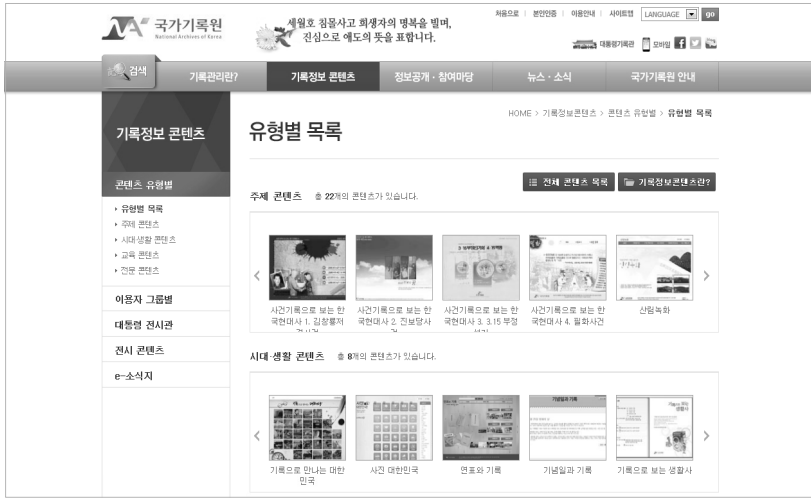 국가기록원
National Archives of Korea
세월호 침몰사고 희생자의 명복을 빌며,
진심으로 애도의 뜻을 표합니다.
처음으로 | 본인인증 | 이용안내 | 사이트맵 LANGUAGE go
대통령기록관 모바일
검색 기록관리란? 기록정보 콘텐츠 정보공개 · 참여마당 뉴스 · 소식 국가기록원 안내
기록정보 콘텐츠
콘텐츠 유형별
유형별 목록
주제 콘텐츠
시대·생활 콘텐츠
교육 콘텐츠
전문 콘텐츠
이용자 그룹별
대통령 전시관
전시 콘텐츠
e-소식지
HOME > 기록정보콘텐츠 > 콘텐츠 유형별 > 유형별 목록
유형별 목록
전체 콘텐츠 목록 기록정보콘텐츠란?
주제 콘텐츠 총 22개의 콘텐츠가 있습니다.
사건기록으로 보는 한
국현대사 1. 김창룡저
사건기록으로 보는 한
국현대사 2. 진보당사
사건기록으로 보는 한
국현대사 3. 3.15 부정
사건기록으로 보는 한
국현대사 4. 필화사건
산림녹화
시대·생활 콘텐츠 총 8개의 콘텐츠가 있습니다.
기록으로 만나는 대한
민국
사진 대한민국
연표와 기록
기념일과 기록
기록으로 보는 생활사